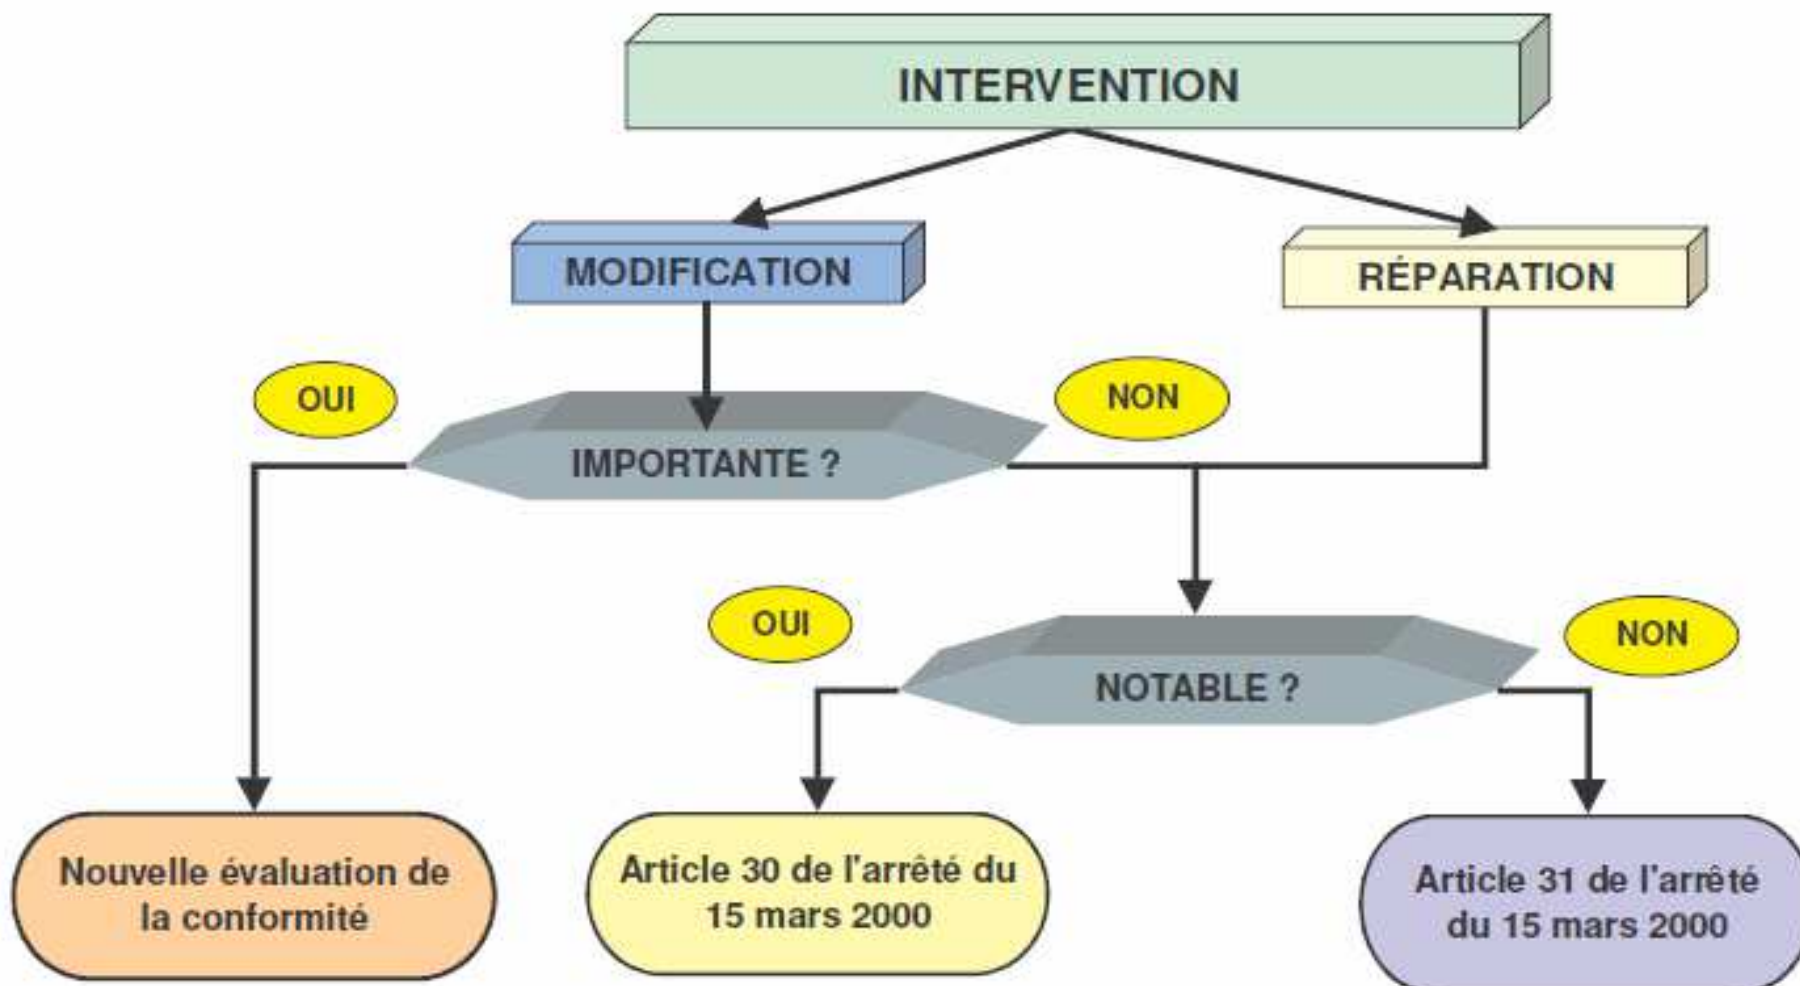 INTERVENTION
MODIFICATION
RÉPARATION
OUI
NON
IMPORTANTE ?
OUI
NON
NOTABLE ?
Nouvelle évaluation de
la conformité
Article 30 de l'arrêté du
15 mars 2000
Article 31 de l'arrêté
du 15 mars 2000